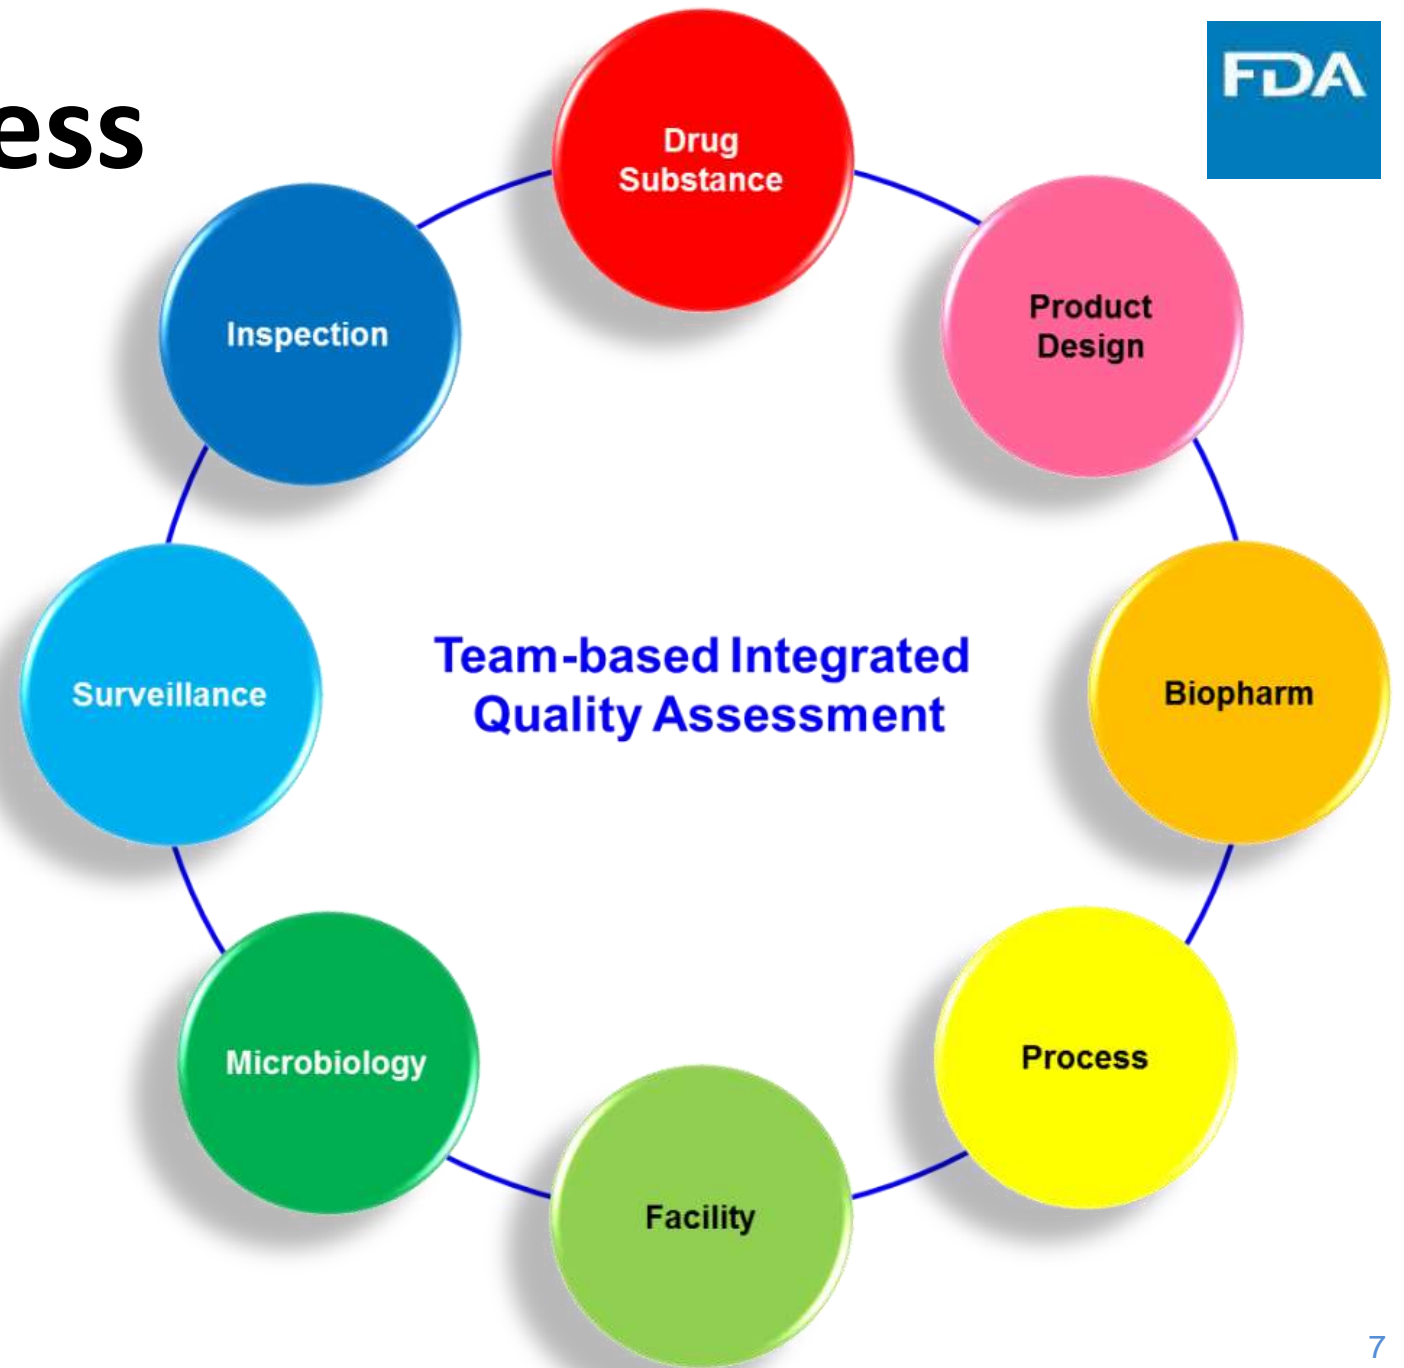 FDA
ess
Drug
Substance
Product
Design
Inspection
Team-based Integrated
Quality Assessment
Surveillance
Biopharm
Microbiology
Process
Facility
7